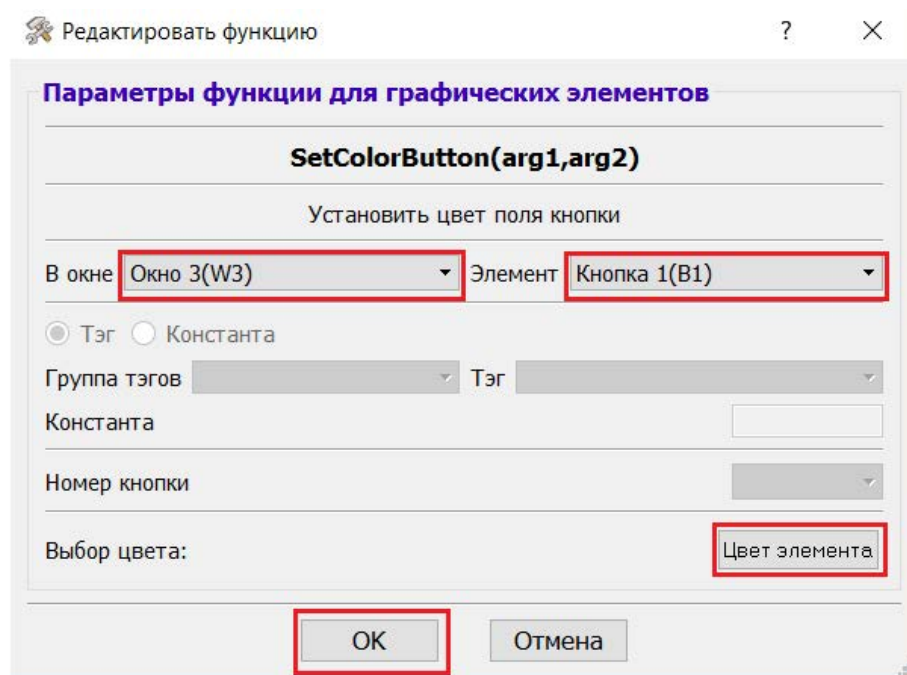 Редактировать функцию ?
Параметры функции для графических элементов
SetColorButton(arg1,arg2)
Установить цвет поля кнопки
В окне Окно 3(W3) Элемент Кнопка 1(B1)
Тэг Константа
Группа тэгов Тэг
Константа
Номер кнопки
Выбор цвета: Цвет элемента
OK Отмена